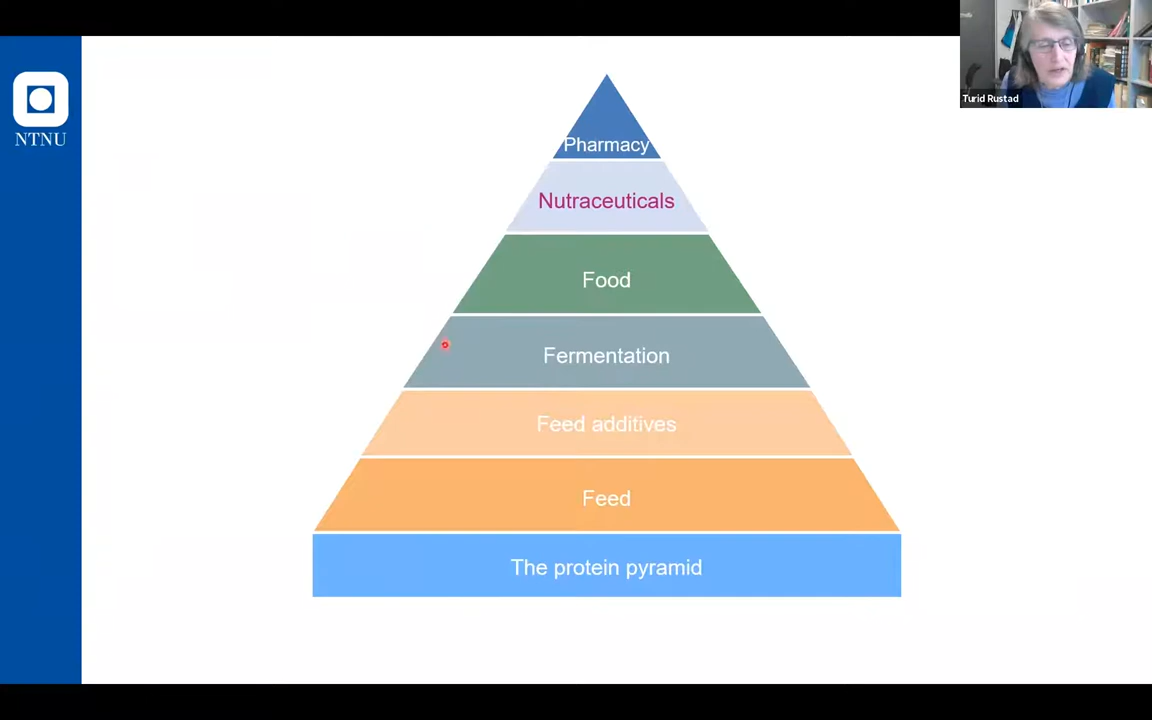 Turid Rustad
NTNU
Pharmacy
Nutraceuticals
Food
Fermentation
Feed additives
Feed
The protein pyramid